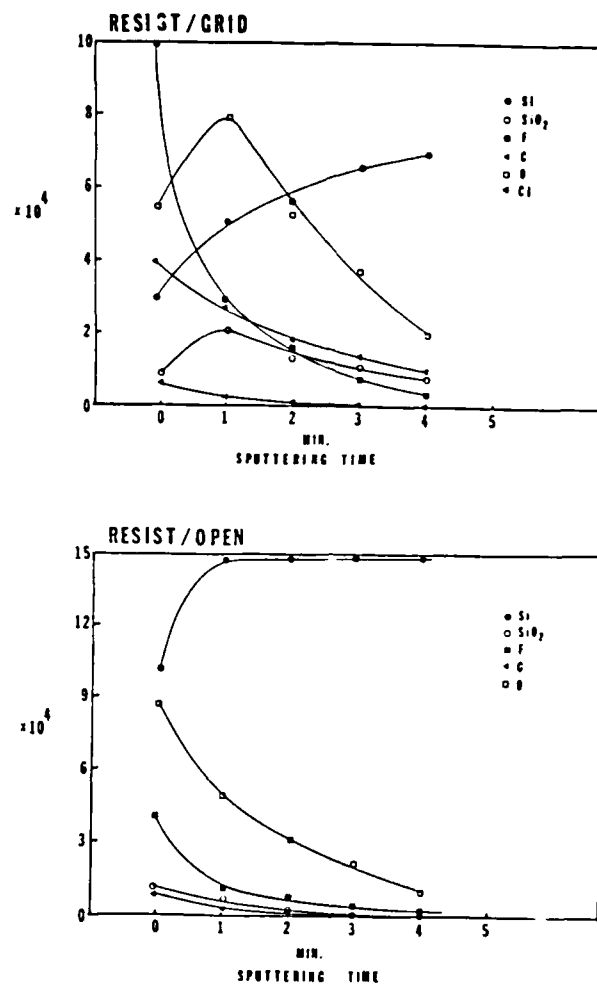 RESIST/GRID
10
8
6
4
2
0
×10⁴
Si
SiO₂
F
C
O
Cl
0 1 2 3 4 5
MIN.
SPUTTERING TIME
RESIST/OPEN
15
12
9
6
3
0
×10⁴
Si
SiO₂
F
C
O
0 1 2 3 4 5
MIN.
SPUTTERING TIME